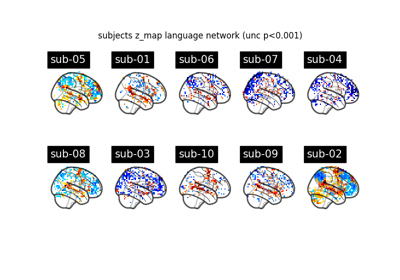 subjects z_map language network (unc p<0.001)
sub-05 sub-01 sub-06 sub-07 sub-04
sub-08 sub-03 sub-10 sub-09 sub-02